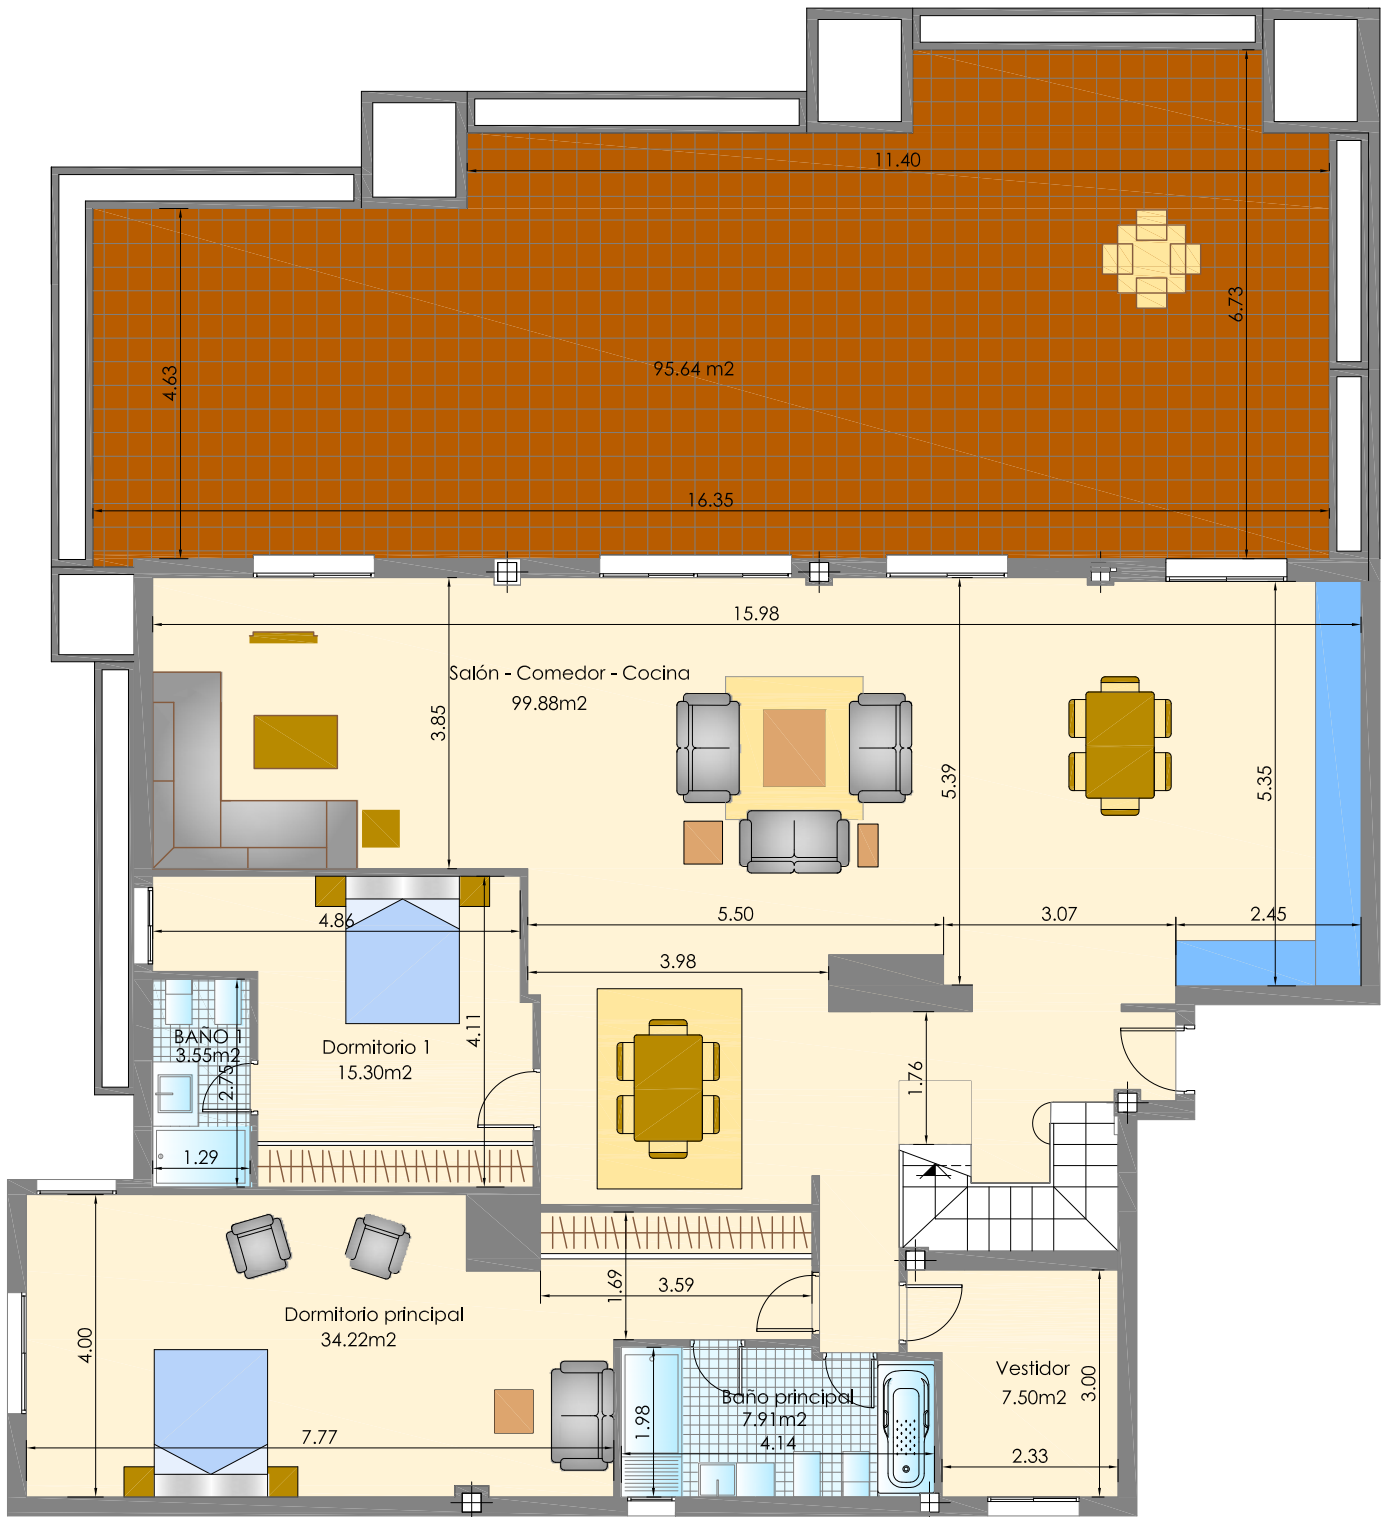 11.40
6.73
4.63
95.64 m2
16.35
15.98
Salón - Comedor - Cocina
99.88m2
3.85
5.39
5.35
4.86
5.50
3.07
2.45
3.98
4.11
BAÑO 1
3.55m2
2.75
Dormitorio 1
15.30m2
1.76
1.29
1.69
3.59
Dormitorio principal
34.22m2
4.00
Vestidor
7.50m2
3.00
Baño principal
7.91m2
4.14
1.98
7.77
2.33